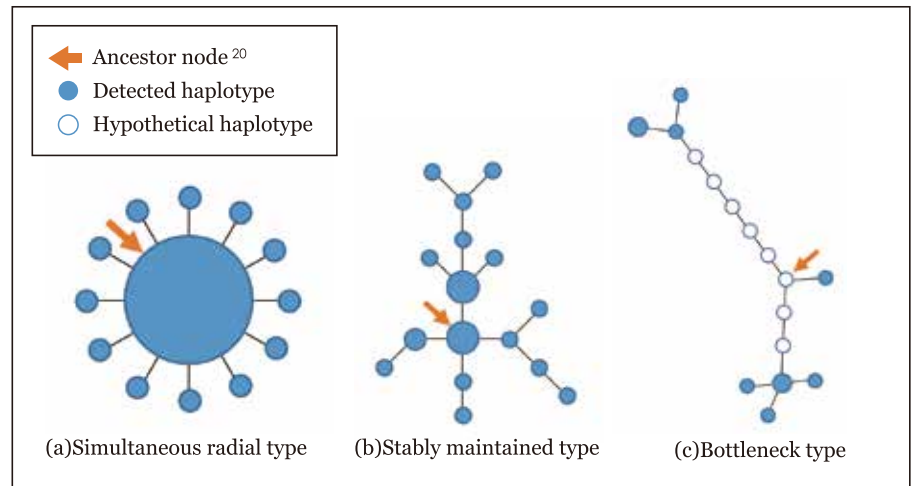 Ancestor node 20
Detected haplotype
Hypothetical haplotype
(a)Simultaneous radial type
(b)Stably maintained type
(c)Bottleneck type